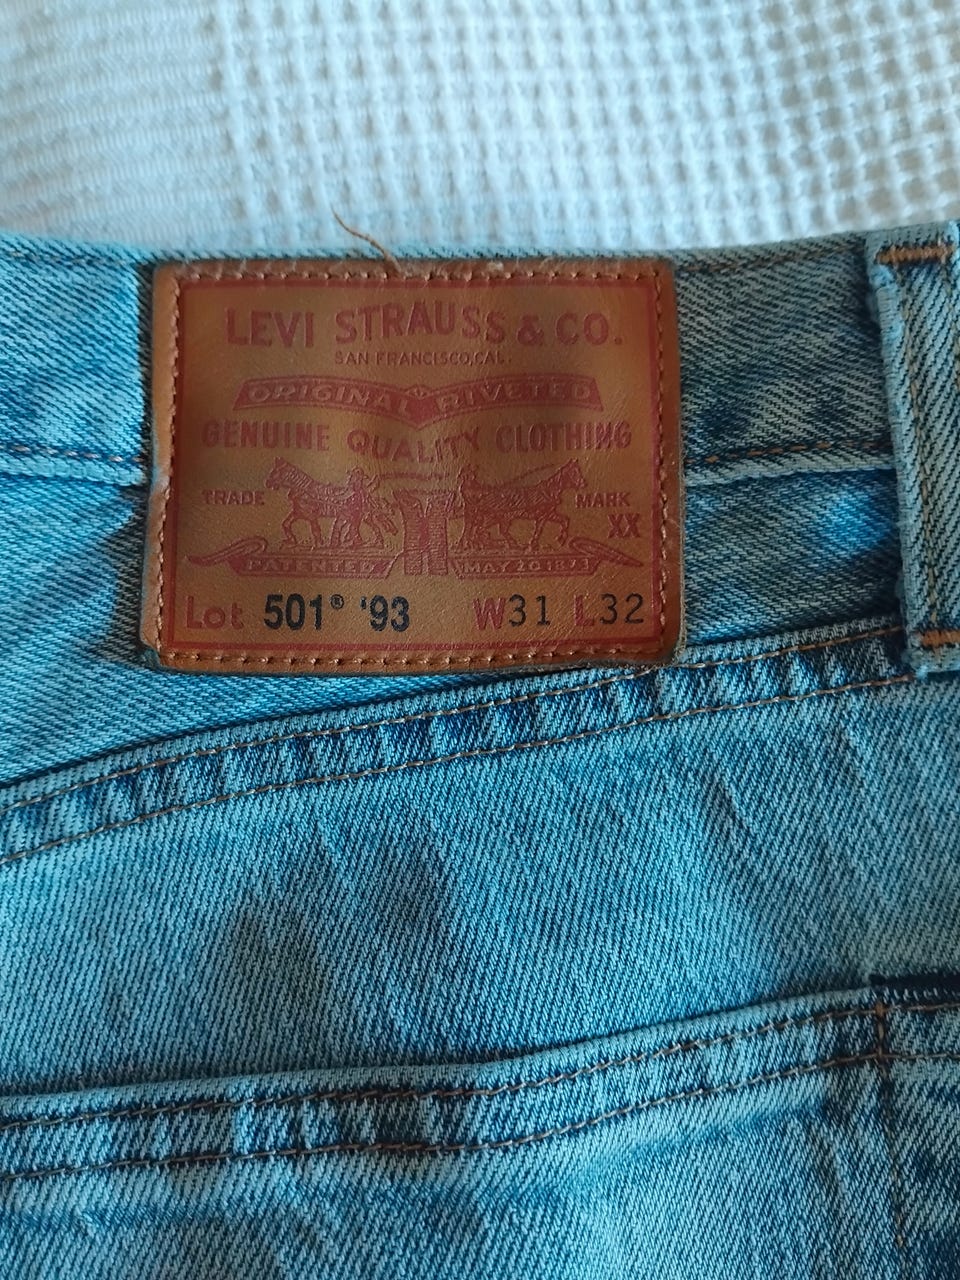 LEVI STRAUSS & CO.
SAN FRANCISCO, CAL.
ORIGINAL RIVETED
GENUINE QUALITY CLOTHING
TRADE MARK
XX
PATENTED MAY 20 1873
Lot 501® '93 W31 L32